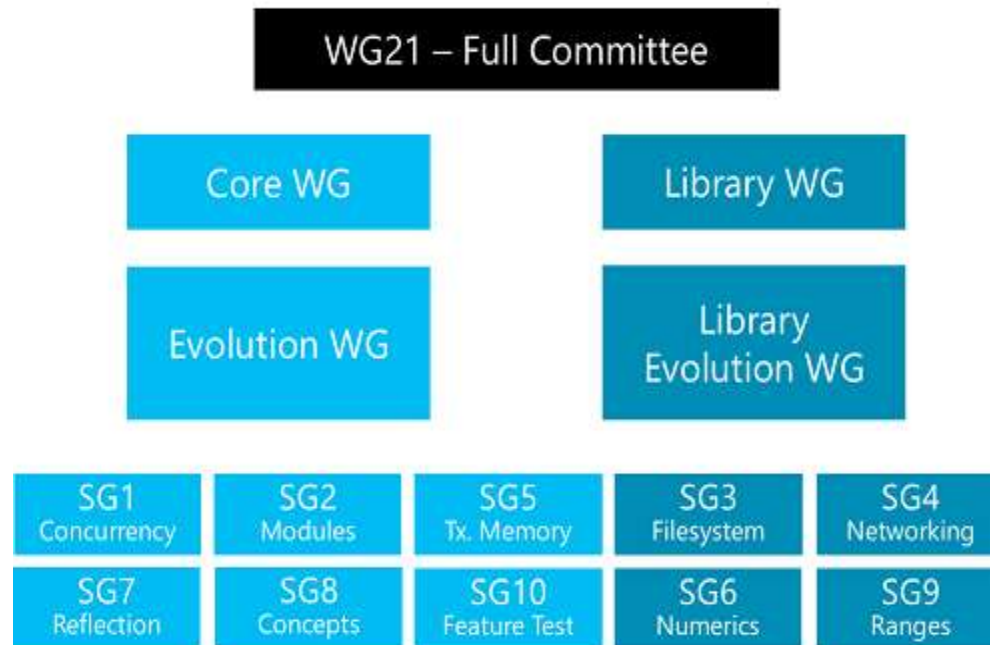 WG21 – Full Committee
Core WG
Library WG
Evolution WG
Library
Evolution WG
SG1
Concurrency
SG2
Modules
SG5
Tx. Memory
SG3
Filesystem
SG4
Networking
SG7
Reflection
SG8
Concepts
SG10
Feature Test
SG6
Numerics
SG9
Ranges